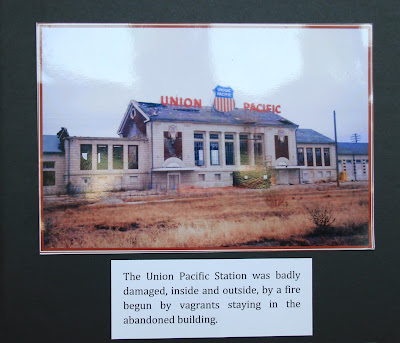 UNION PACIFIC
UNION
PACIFIC
The Union Pacific Station was badly
damaged, inside and outside, by a fire
begun by vagrants staying in the
abandoned building.